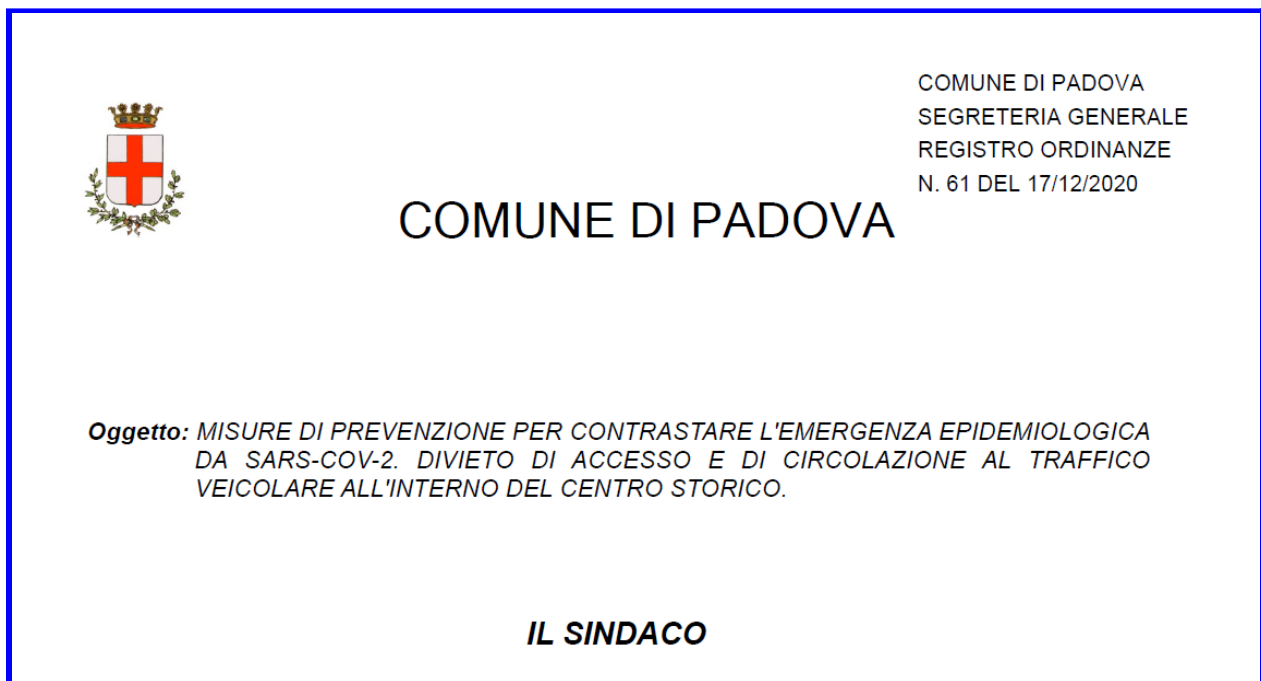 COMUNE DI PADOVA
SEGRETERIA GENERALE
REGISTRO ORDINANZE
N. 61 DEL 17/12/2020
COMUNE DI PADOVA
Oggetto: MISURE DI PREVENZIONE PER CONTRASTARE L'EMERGENZA EPIDEMIOLOGICA
DA SARS-COV-2. DIVIETO DI ACCESSO E DI CIRCOLAZIONE AL TRAFFICO
VEICOLARE ALL'INTERNO DEL CENTRO STORICO.
IL SINDACO